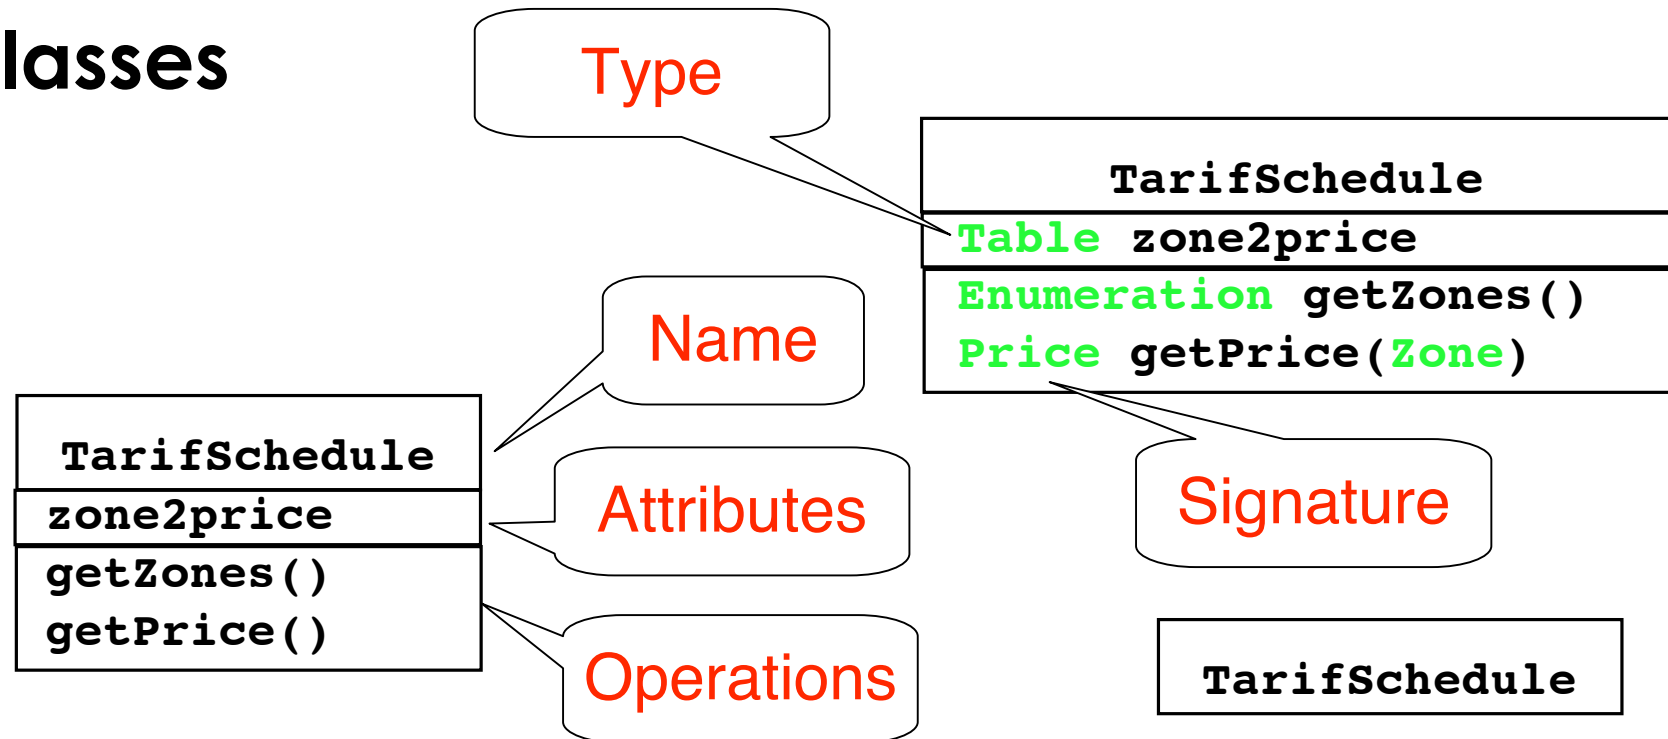 lasses
Type
TarifSchedule
Table zone2price
Enumeration getZones()
Price getPrice(Zone)
Name
TarifSchedule
zone2price
getZones()
getPrice()
Attributes
Operations
Signature
TarifSchedule